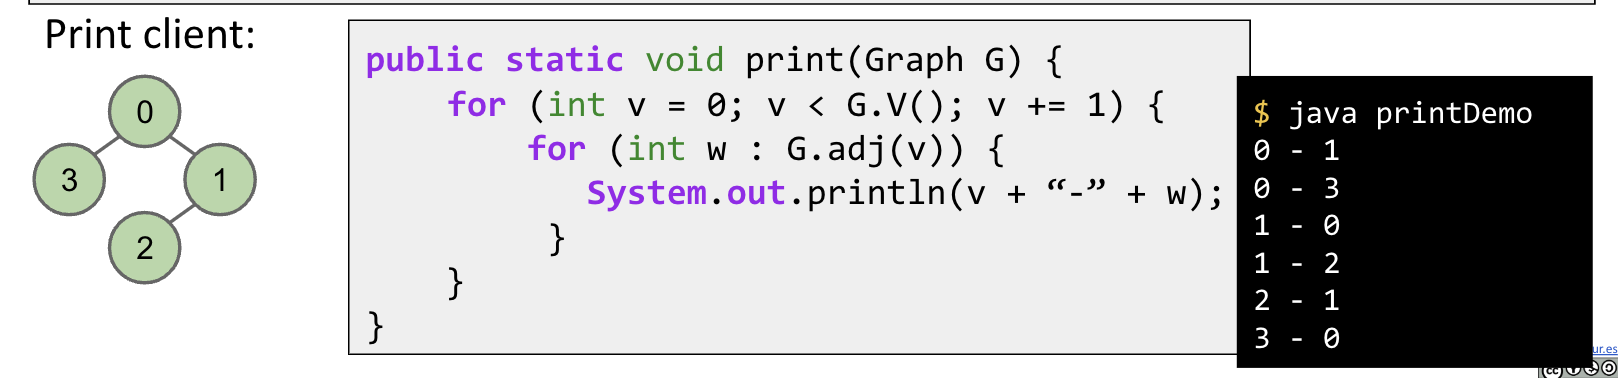 Print client:
0
3
1
2
public static void print(Graph G) {
for (int v = 0; v < G.V(); v += 1) {
for (int w : G.adj(v)) {
System.out.println(v + “-” + w);
}
}
}
$ java printDemo
0 - 1
0 - 3
1 - 0
1 - 2
2 - 1
3 - 0
ur.es
cc